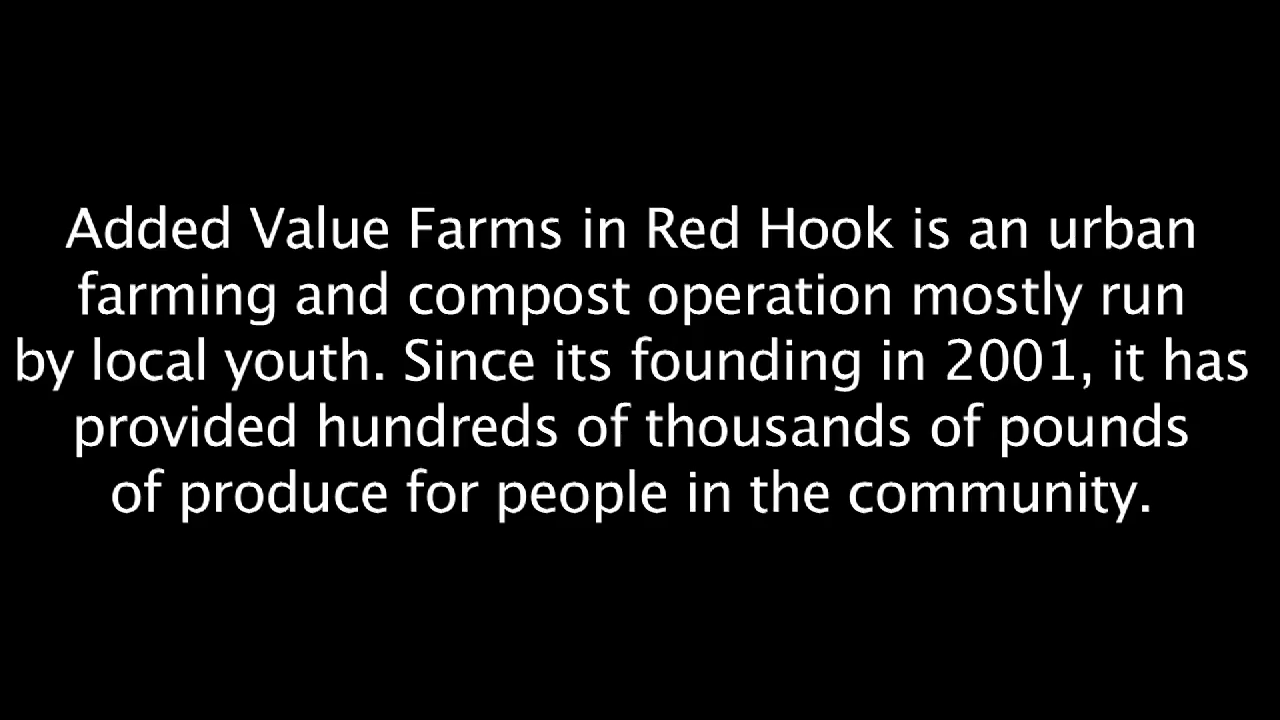 Added Value Farms in Red Hook is an urban
farming and compost operation mostly run
by local youth. Since its founding in 2001, it has
provided hundreds of thousands of pounds
of produce for people in the community.